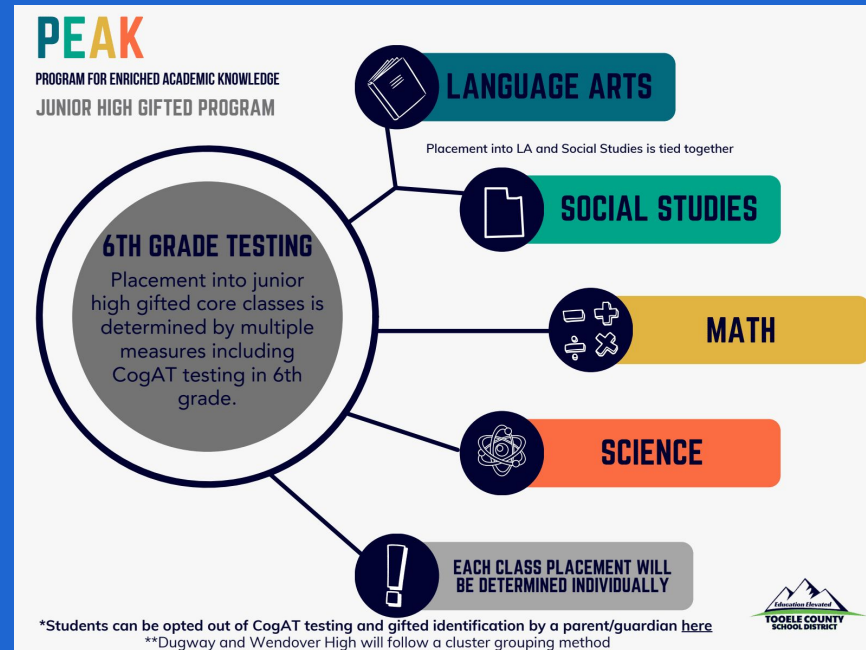 PEAK
PROGRAM FOR ENRICHED ACADEMIC KNOWLEDGE
JUNIOR HIGH GIFTED PROGRAM
LANGUAGE ARTS
Placement into LA and Social Studies is tied together
SOCIAL STUDIES
6TH GRADE TESTING
Placement into junior
high gifted core classes is
determined by multiple
measures including
CogAT testing in 6th
grade.
MATH
SCIENCE
EACH CLASS PLACEMENT WILL
BE DETERMINED INDIVIDUALLY
*Students can be opted out of CogAT testing and gifted identification by a parent/guardian here
**Dugway and Wendover High will follow a cluster grouping method
Education Elevated
TOOELE COUNTY
SCHOOL DISTRICT